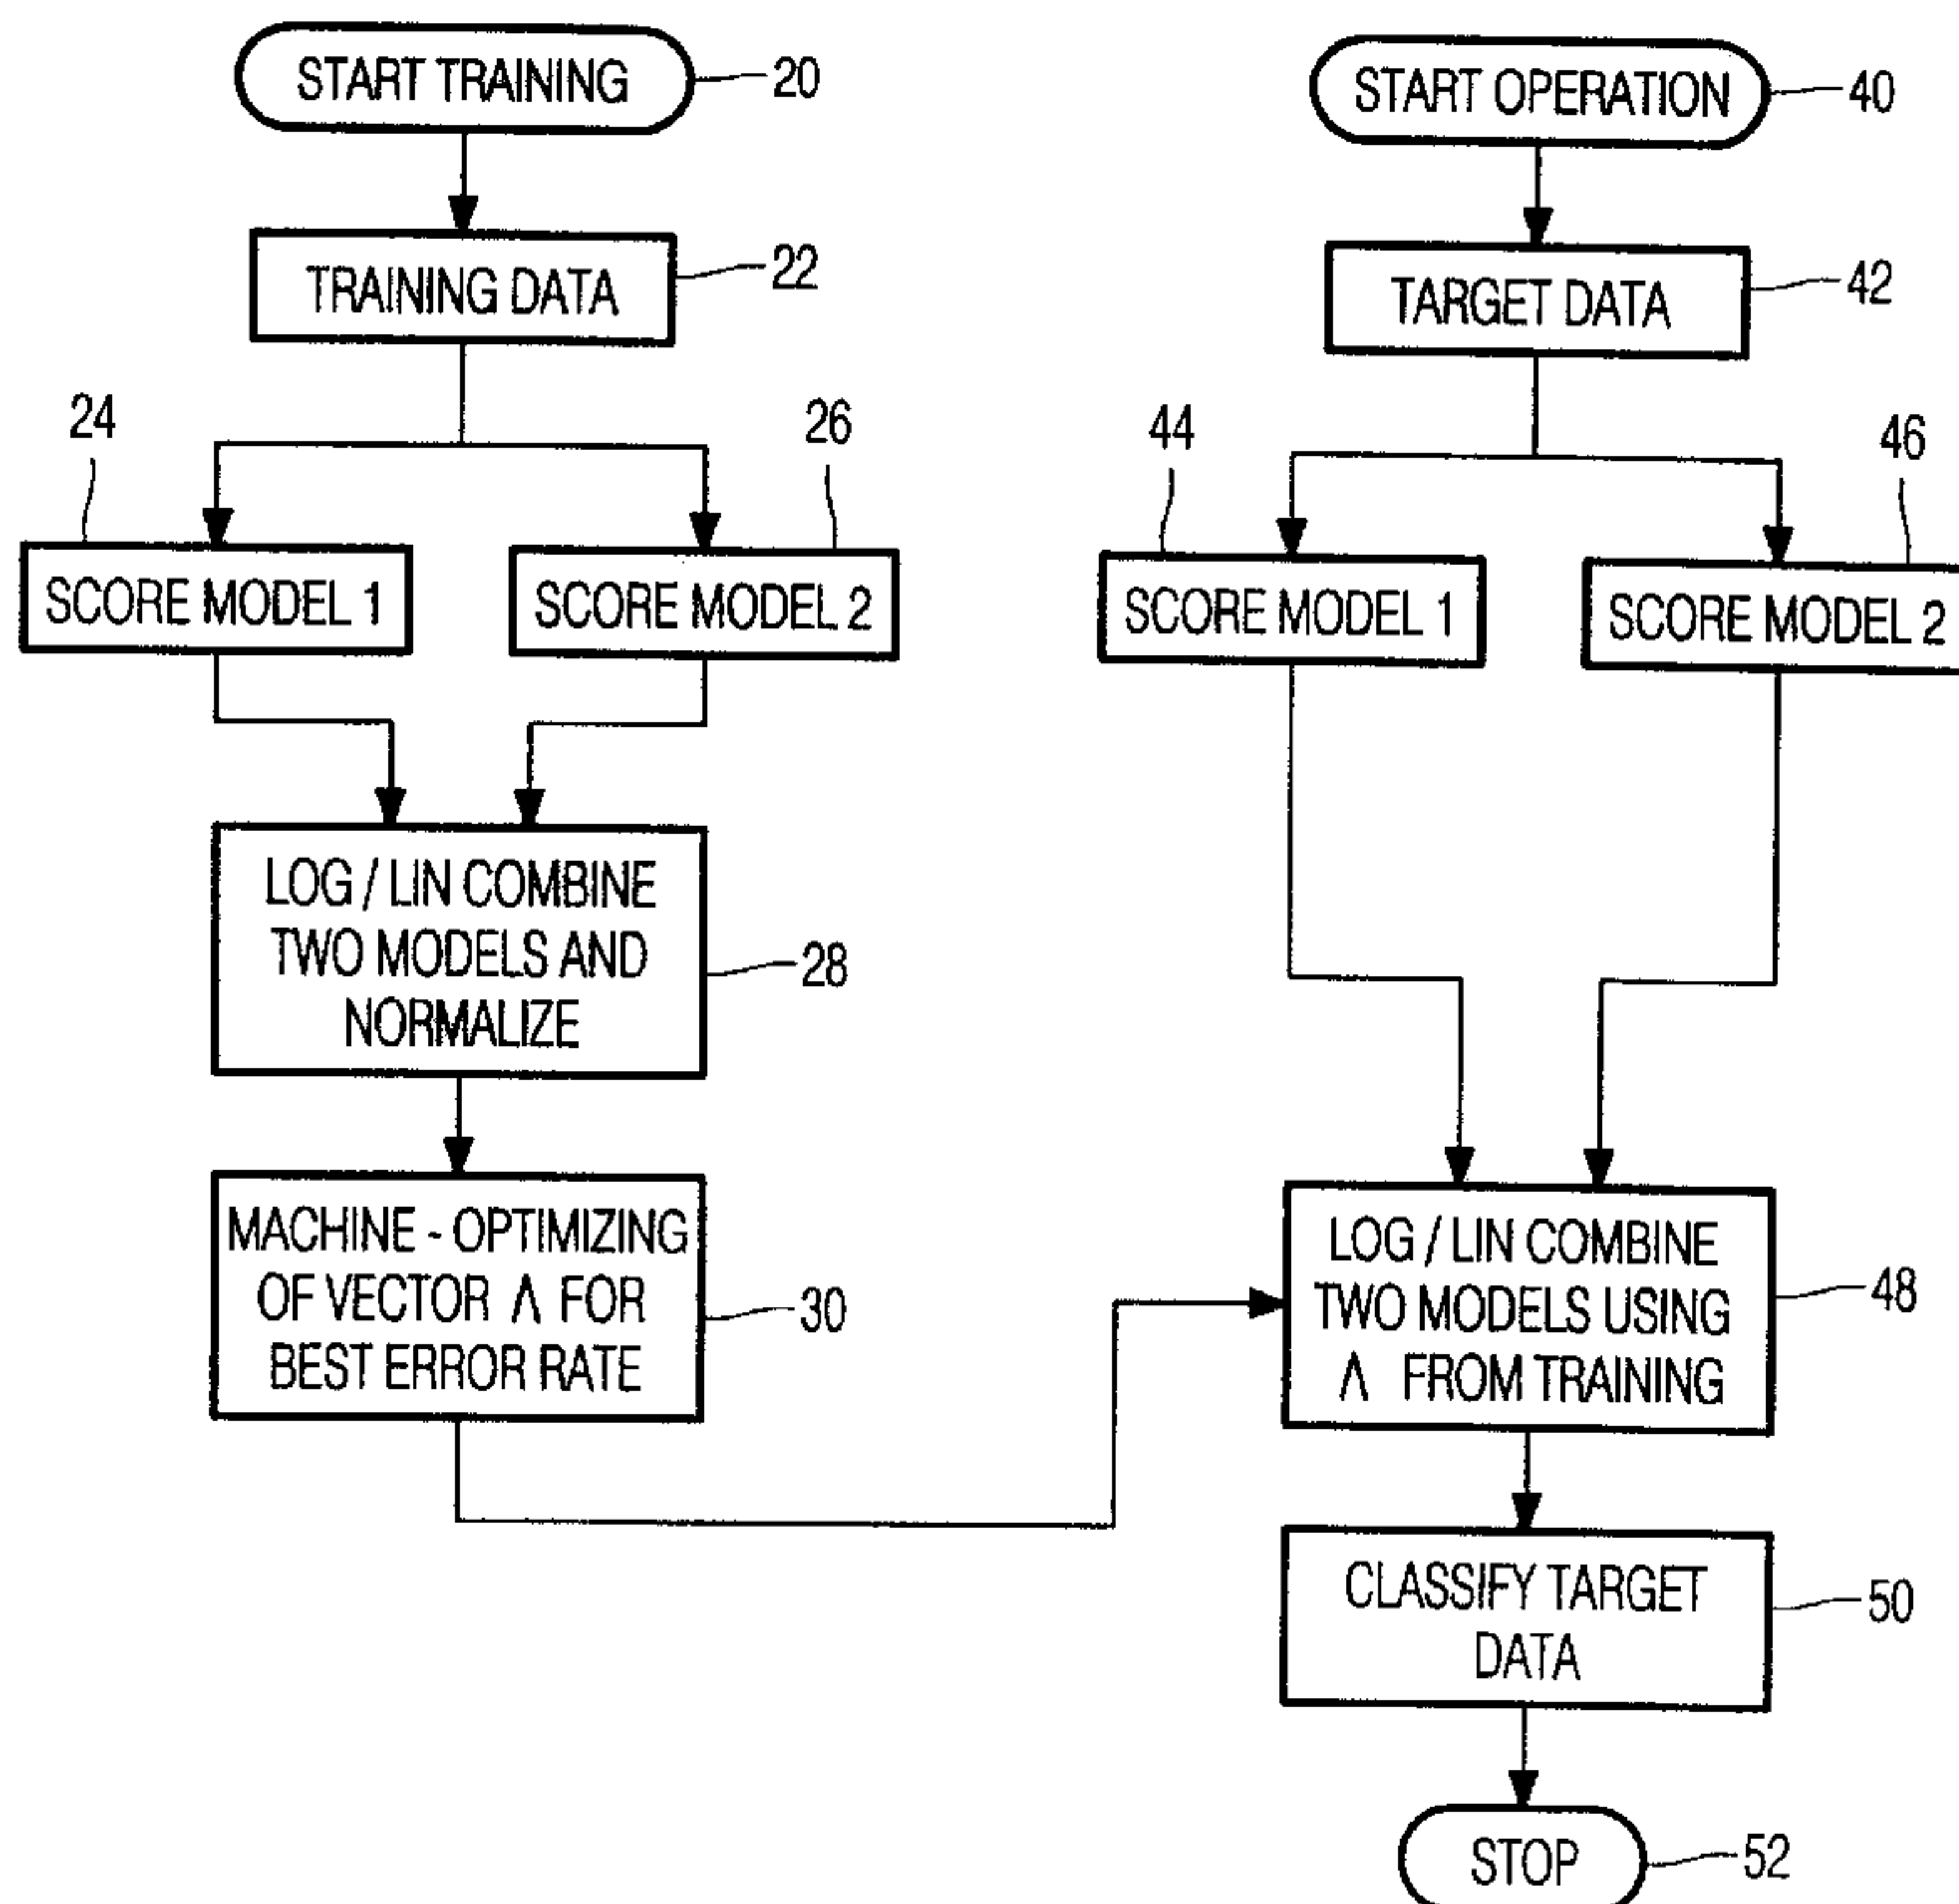 START TRAINING
20
TRAINING DATA
22
24
26
SCORE MODEL 1
SCORE MODEL 2
LOG / LIN COMBINE
TWO MODELS AND
NORMALIZE
28
MACHINE - OPTIMIZING
OF VECTOR Λ FOR
BEST ERROR RATE
30
START OPERATION
40
TARGET DATA
42
44
46
SCORE MODEL 1
SCORE MODEL 2
LOG / LIN COMBINE
TWO MODELS USING
Λ FROM TRAINING
48
CLASSIFY TARGET
DATA
50
STOP
52